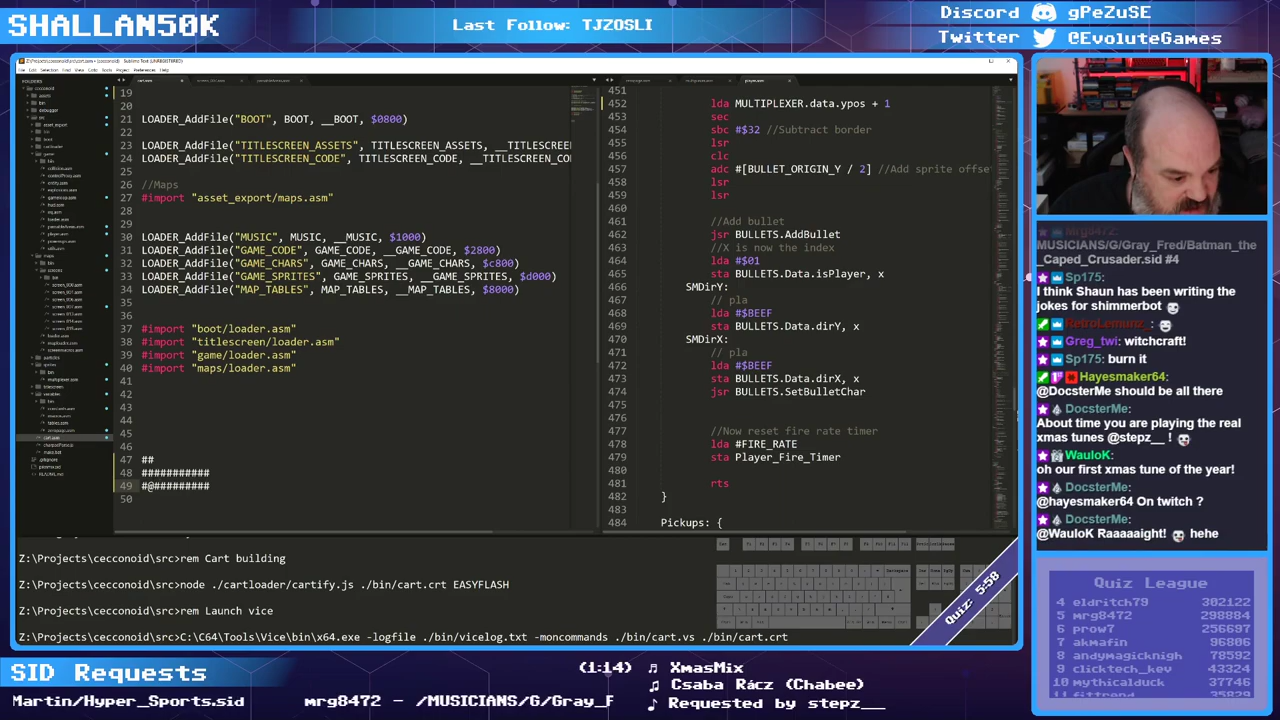 SHALLAN50K
Last Follow: TJZOSLI
Discord gPeZuSE
Twitter @EvoluteGames
19
20
21 LOADER_AddFile("BOOT", BOOT, __BOOT, $0800)
22
23 LOADER_AddFile("TITLESCREEN_ASSETS", TITLESCREEN_ASSETS, __TITLESC
24 LOADER_AddFile("TITLESCREEN_CODE", TITLESCREEN_CODE, __TITLESCREEN_CO
25
26 //Maps
27 #import "asset_export/maps.asm"
28
29
30 LOADER_AddFile("MUSIC", MUSIC, __MUSIC, $1000)
31 LOADER_AddFile("GAME_CODE", GAME_CODE, __GAME_CODE, $2800)
32 LOADER_AddFile("GAME_CHARS", GAME_CHARS, __GAME_CHARS, $c800)
33 LOADER_AddFile("GAME_SPRITES", GAME_SPRITES, __GAME_SPRITES, $d000)
34 LOADER_AddFile("MAP_TABLES", MAP_TABLES, __MAP_TABLES, $8000)
35
36
37 #import "boot/loader.asm"
38 #import "titlescreen/loader.asm"
39 #import "game/loader.asm"
40 #import "maps/loader.asm"
41
42
43
44
45
46
47 ##
48 ###########
49 #@#########
50
451
452 lda MULTIPLEXER.data.ypos + 1
453 sec
454 sbc #$32 //Subtract border
455 lsr
456 clc
457 adc #[BULLET_ORIGIN_Y / 2] //Add sprite offse
458 lsr
459 lsr
460
461 //Add bullet
462 jsr BULLETS.AddBullet
463 //X is now the index
464 lda #$01
465 sta BULLETS.Data.isPlayer, x
466 SMDirY:
467 // pla
468 lda #$BEEF
469 sta BULLETS.Data.dirY, x
470 SMDirX:
471 // pla
472 lda #$BEEF
473 sta BULLETS.Data.dirX, x
474 jsr BULLETS.SetBulletChar
475
476
477 //Now reset fire rate timer
478 lda #FIRE_RATE
479 sta Player_Fire_Timer
480
481 rts
482 }
483
484 Pickups: {
Z:\Projects\cecconoid\src>rem Cart building
Z:\Projects\cecconoid\src>node ./cartloader/cartify.js ./bin/cart.crt EASYFLASH
Z:\Projects\cecconoid\src>rem Launch vice
Z:\Projects\cecconoid\src>C:\C64\Tools\Vice\bin\x64.exe -logfile ./bin/vicelog.txt -moncommands ./bin/cart.vs ./bin/cart.crt
Quiz: 5:58
Mrg8472:
MUSICIANS/G/Gray_Fred/Batman_the
_Caped_Crusader.sid #4
Sp175:
I think Shaun has been writing the
jokes for shimmerbot
RetroLemunz_:
Greg_twi: witchcraft!
Sp175: burn it
Hayesmaker64:
@DocsterMe should be all there
DocsterMe:
About time you are playing the real
xmas tunes @stepz__ !
WauloK:
oh our first xmas tune of the year!
DocsterMe:
@hayesmaker64 On twitch ?
DocsterMe:
@WauloK Raaaaaight! hehe
Quiz League
4 eldritch79 302122
5 mrg8472 298884
6 prow7 256697
7 akmafin 96806
8 andymagicknigh 78592
9 clicktech_kev 43324
10 mythicalduck 37746
11 fittrend 35829
SID Requests
Martin/Hyper_Sports.sid mrg8472 - /MUSICIANS/G/Gray_F
(1:14) ♫ XmasMix
♫ Csaba Rácz (Chabee)
♪ Requested by stepz__